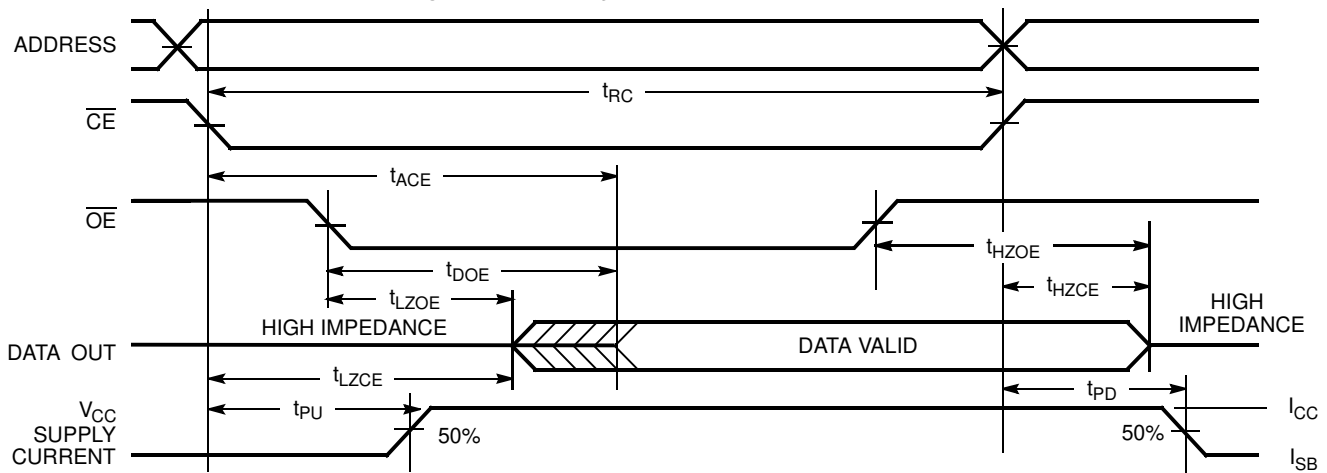 ADDRESS
tRC
CE
tACE
OE
tHZOE
tDOE
tHZCE
tLZOE
HIGH IMPEDANCE
HIGH
IMPEDANCE
DATA OUT
DATA VALID
tLZCE
tPD
VCC
SUPPLY
CURRENT
tPU
50%
50%
ICC
ISB